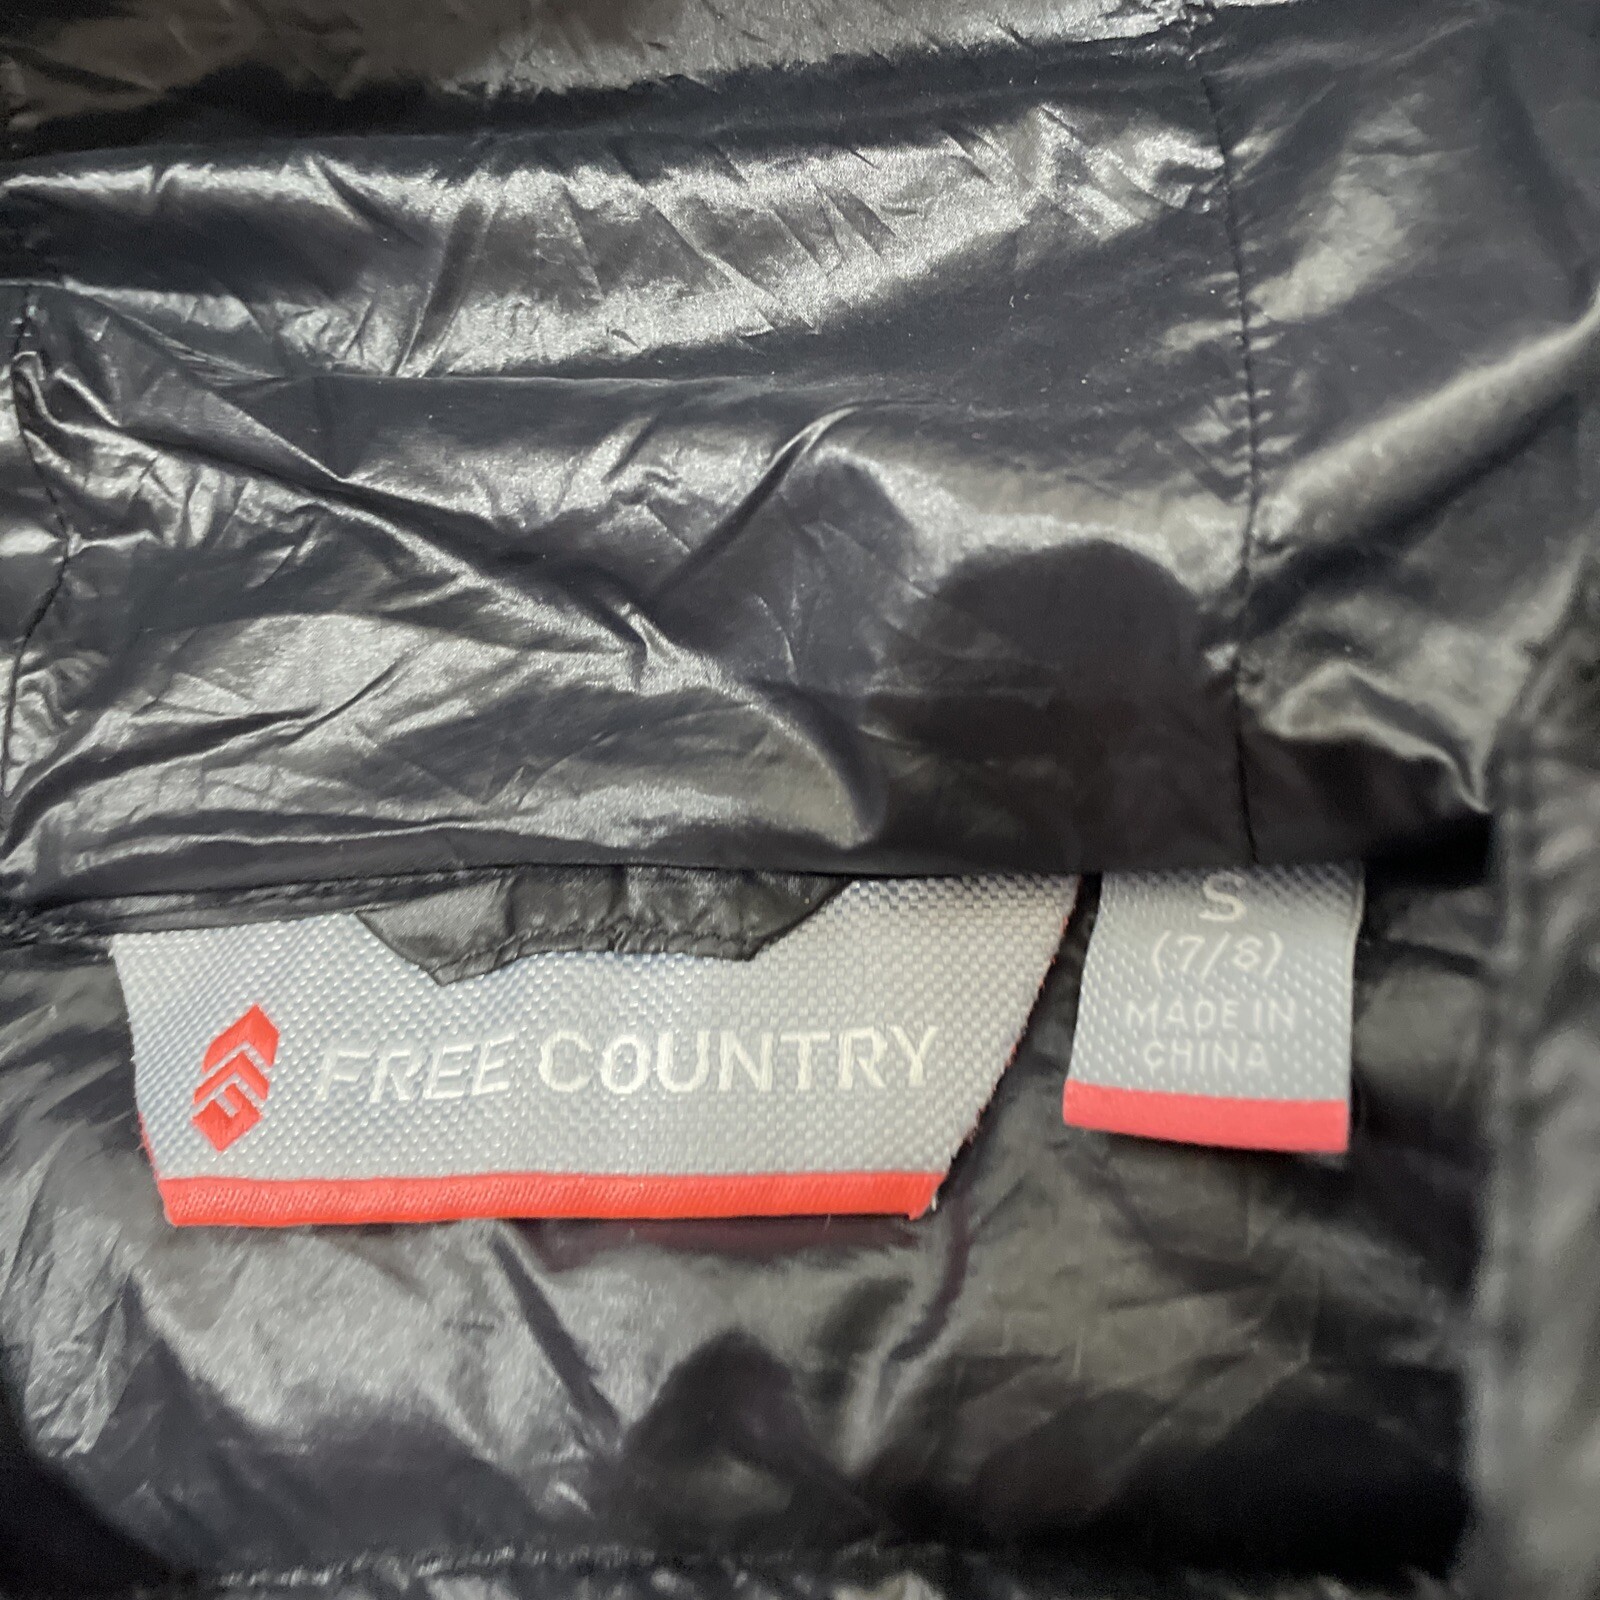 FREE COUNTRY
S
(7/8)
MADE IN
CHINA